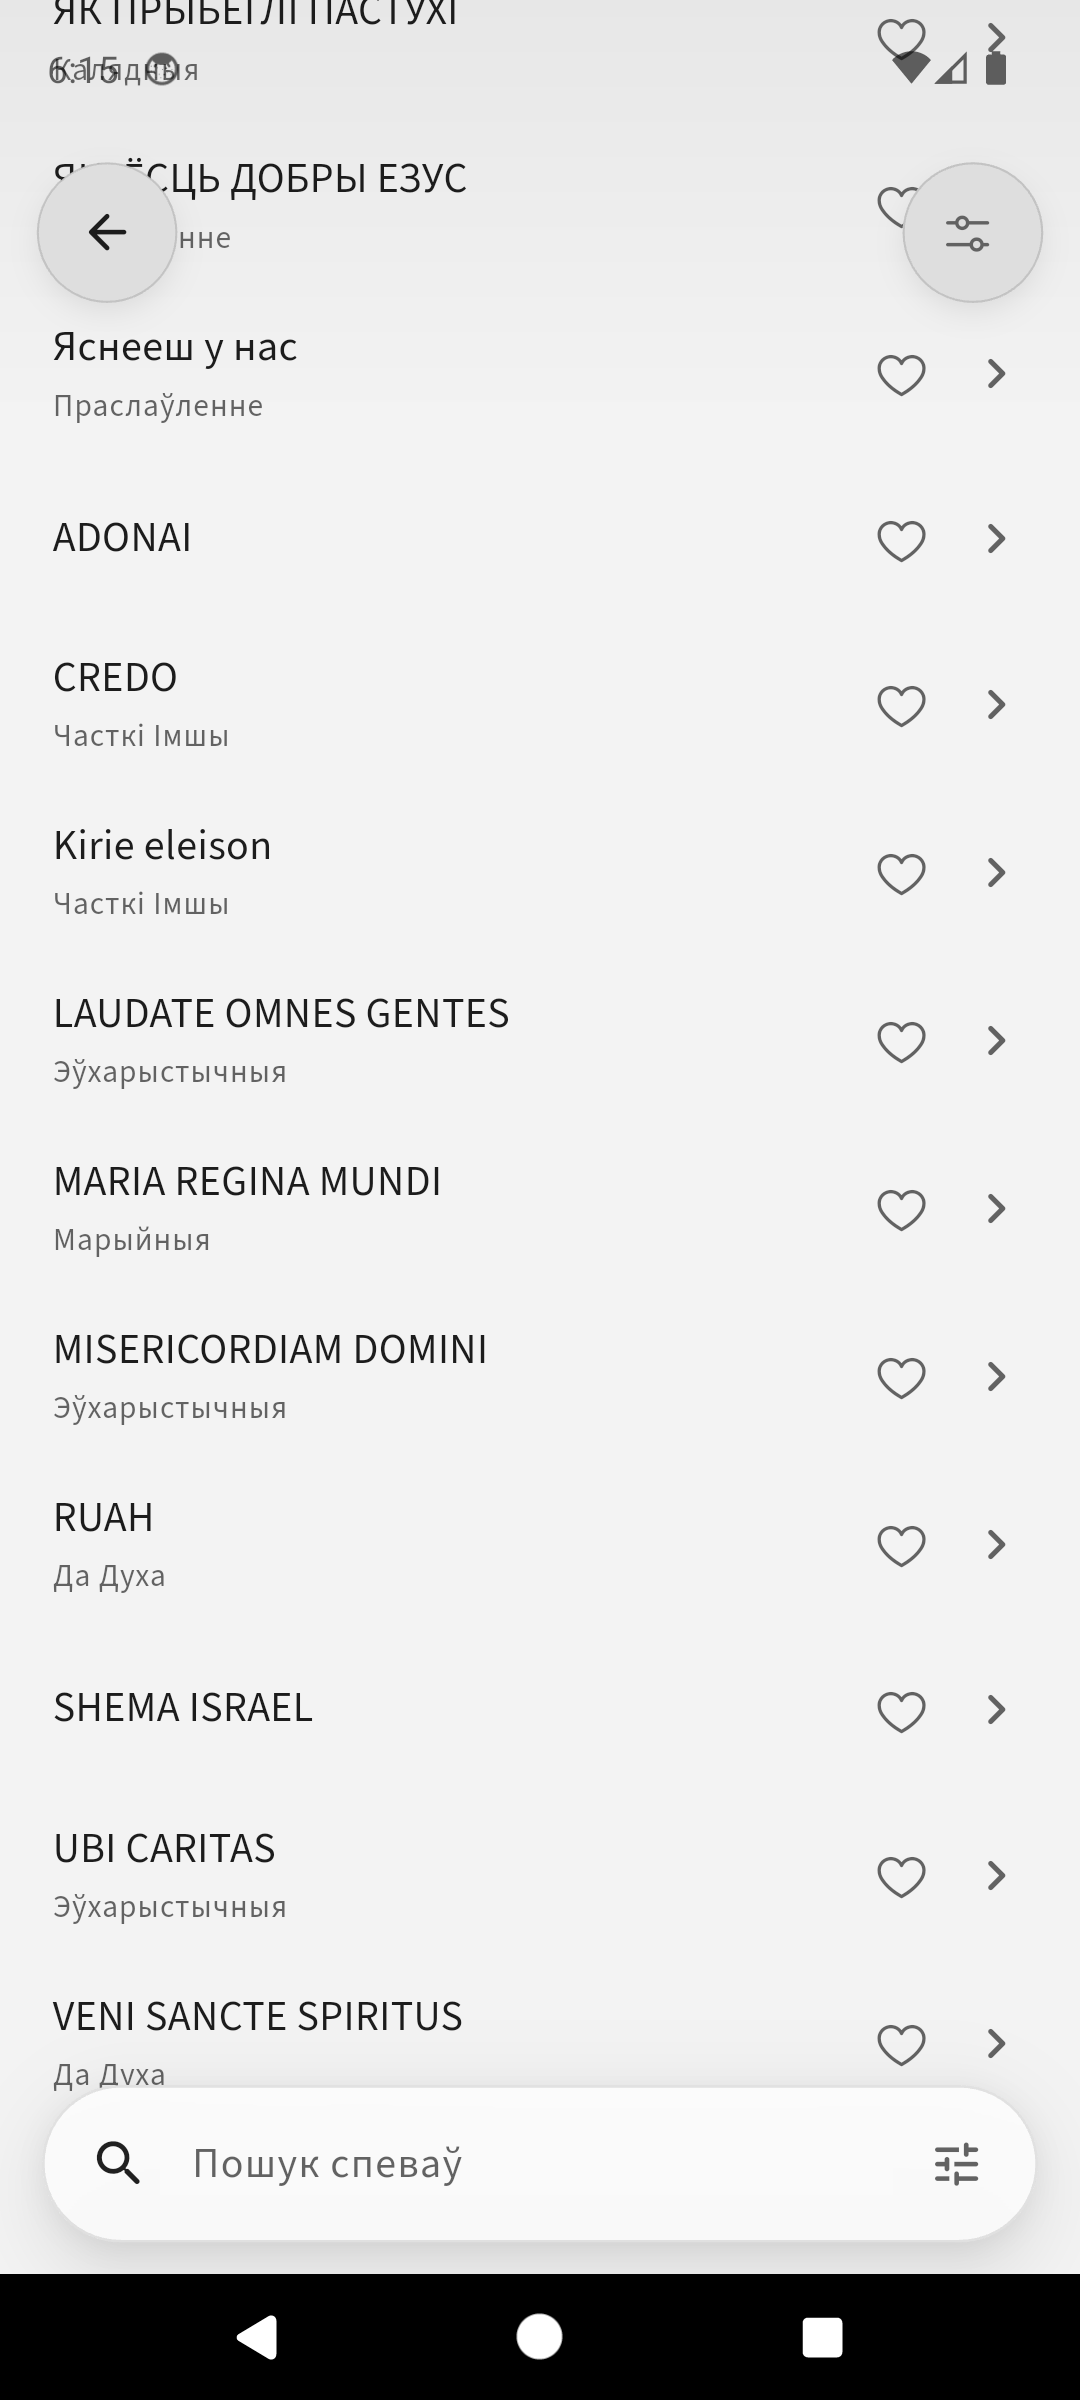 ЯК ПРЫБЕГЛІ ПАСТУХІ
6:15
Калядныя
ДОБРЫ ЕЗУС
Яснееш у нас
Праслаўленне
ADONAI
CREDO
Часткі Імшы
Kirie eleison
Часткі Імшы
LAUDATE OMNES GENTES
Эўхарыстычныя
MARIA REGINA MUNDI
Марыйныя
MISERICORDIAM DOMINI
Эўхарыстычныя
RUAH
Да Духа
SHEMA ISRAEL
UBI CARITAS
Эўхарыстычныя
VENI SANCTE SPIRITUS
Да Духа
Пошук спеваў